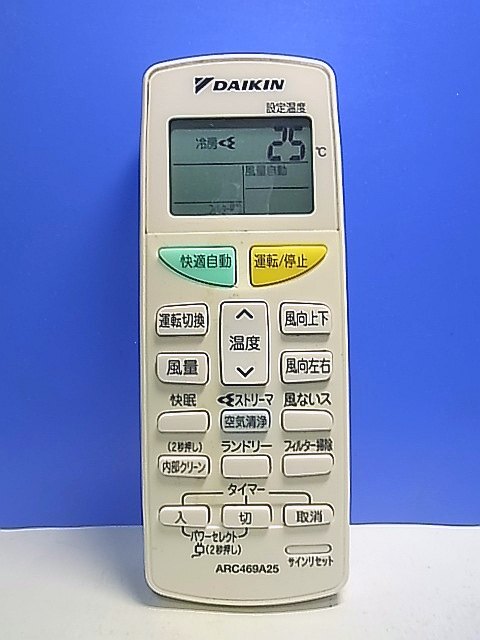 DAIKIN
設定温度
冷房 25 ℃
風量自動
快適自動 運転/停止
運転切換 温度 風向上下
風量 風向左右
快眠 ストリーマ 風ないス
空気清浄
(2秒押し) ランドリー フィルター掃除
内部クリーン
タイマー
入 切 取消
パワーセレクト
(2秒押し)
サインリセット
ARC469A25